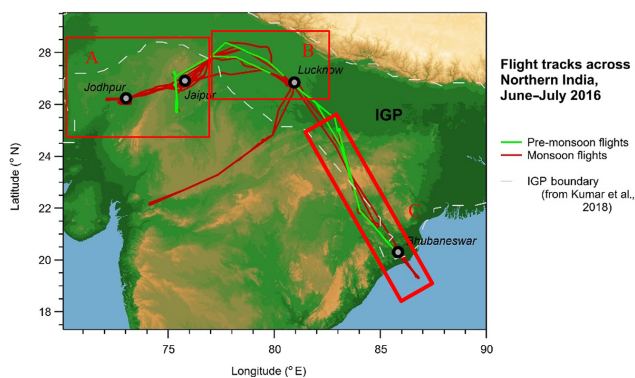 Flight tracks across
Northern India,
June–July 2016
Pre-monsoon flights
Monsoon flights
IGP boundary
(from Kumar et al.,
2018)
A
B
C
Jodhpur
Jaipur
Lucknow
IGP
Bhubaneswar
Latitude (° N)
28
26
24
22
20
18
75
80
85
90
Longitude (° E)